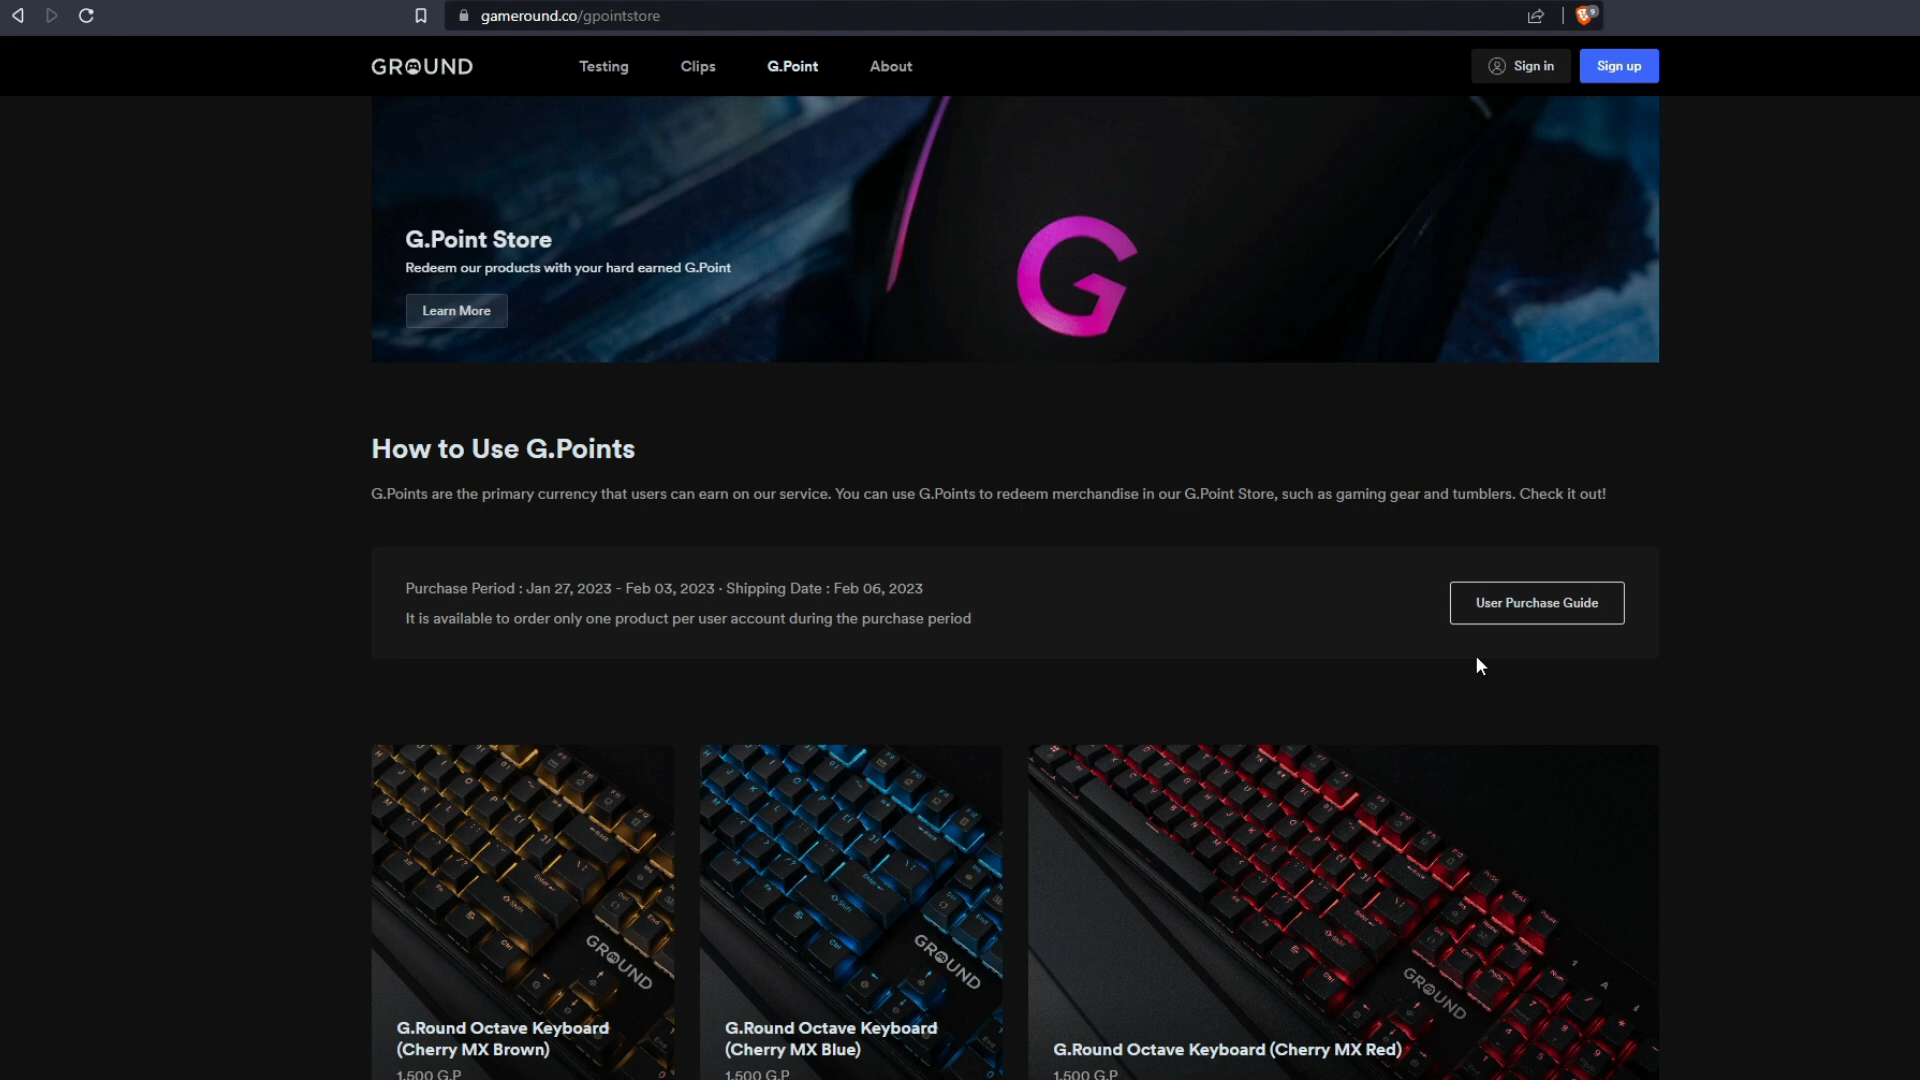 gameround.co/gpointstore
9
GROUND
Testing
Clips
G.Point
About
Sign in
Sign up
G
G.Point Store
Redeem our products with your hard earned G.Point
Learn More
How to Use G.Points
G.Points are the primary currency that users can earn on our service. You can use G.Points to redeem merchandise in our G.Point Store, such as gaming gear and tumblers. Check it out!
Purchase Period : Jan 27, 2023 - Feb 03, 2023 · Shipping Date : Feb 06, 2023
It is available to order only one product per user account during the purchase period
User Purchase Guide
GROUND
GROUND
GROUND
G.Round Octave Keyboard
(Cherry MX Brown)
1,500 G.P
G.Round Octave Keyboard
(Cherry MX Blue)
1,500 G.P
G.Round Octave Keyboard (Cherry MX Red)
1,500 G.P